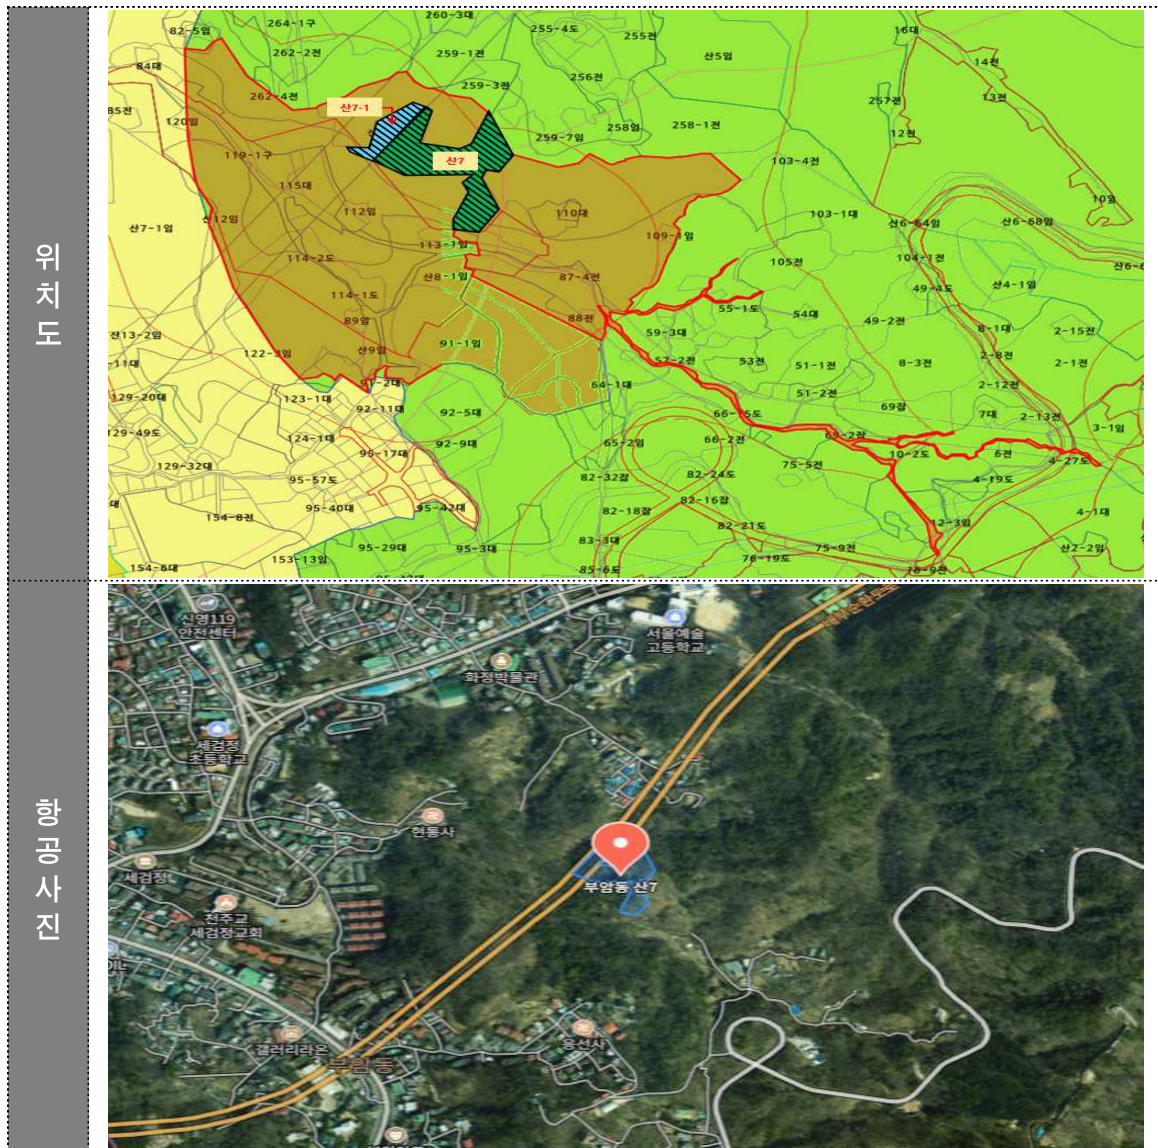 위치도
260-3대
264-1구
82-5임
255-4도
255전
16대
262-2전
259-1전
산5임
14전
84대
256전
259-3전
262-4전
13전
257전
85전
산7-1
120임
258임
258-1전
12전
259-7임
119-1구
산7
103-4전
115대
10임
112임
110대
103-1대
산12임
산6-64임
산6-68임
산7-1임
109-1임
113-1임
114-2도
105전
104-1전
산8-1임
87-4전
49-4도
산4-1임
114-1도
55-1도
54대
89임
88전
49-2전
59-3대
8-1대
2-15전
산13-2임
91-1임
122-3임
산9임
57-2전
53전
51-1전
8-3전
2-8전
2-1전
-11대
91-2대
64-1대
2-12전
51-2전
129-20대
123-1대
92-11대
92-5대
66-15도
69잡
7대
2-13전
3-1임
129-49도
124-1대
92-9대
65-2임
66-2전
69-2잡
95-17대
10-2도
6전
4-27도
129-32대
75-5전
95-57도
82-32잡
82-24도
4-19도
82-16잡
95-40대
95-42대
82-18잡
4-1대
154-8전
82-21도
12-3임
83-3대
95-29대
95-3대
75-9전
산2-2임
153-13임
76-19도
154-6대
85-6도
18-9전
항공사진
신영119
안전센터
서울예술
고등학교
내부순환도로
화정박물관
세검정
초등학교
현동사
세검정
부암동 산7
천주교
세검정교회
갤러리라온
부암동
응선사